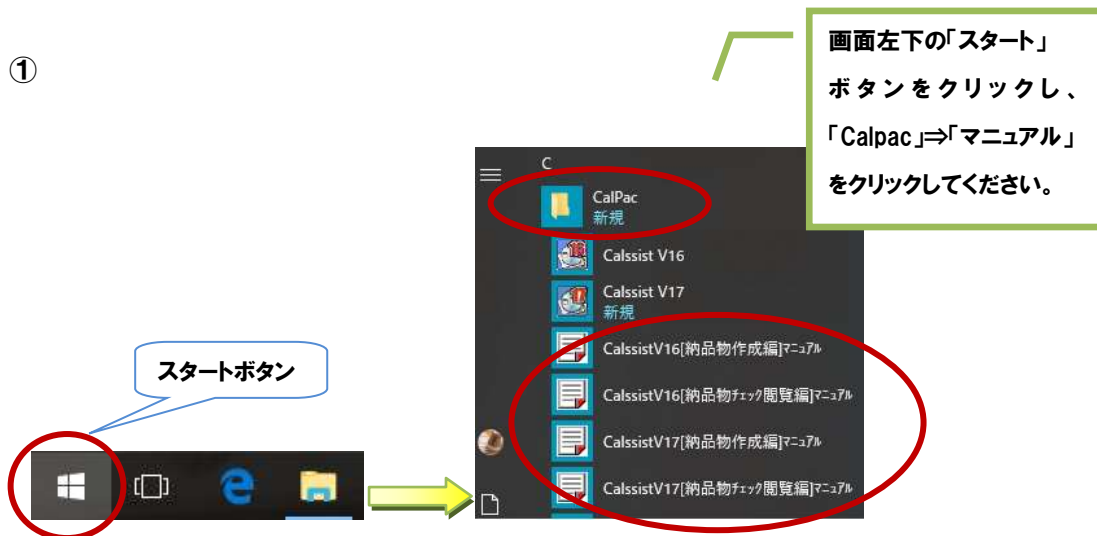 ①
画面左下の｢スタート｣
ボタンをクリックし、
｢Calpac｣⇒｢マニュアル｣
をクリックしてください。
C
CalPac
新規
Calssist V16
Calssist V17
新規
CalssistV16[納品物作成編]ﾏﾆｭｱﾙ
CalssistV16[納品物ﾁｪｯｸ閲覧編]ﾏﾆｭｱﾙ
CalssistV17[納品物作成編]ﾏﾆｭｱﾙ
CalssistV17[納品物ﾁｪｯｸ閲覧編]ﾏﾆｭｱﾙ
スタートボタン